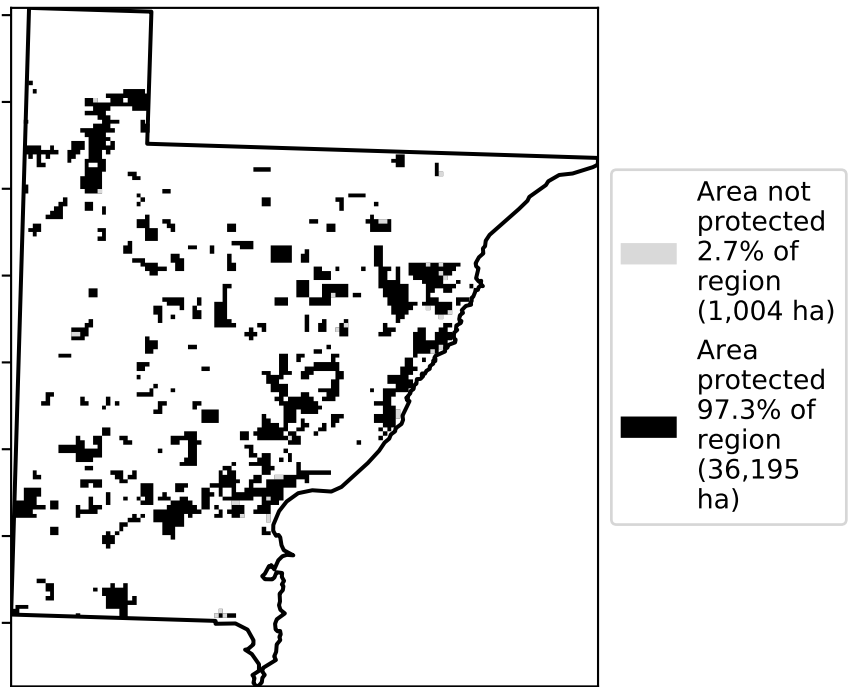 Area not
protected
2.7% of
region
(1,004 ha)
Area
protected
97.3% of
region
(36,195
ha)